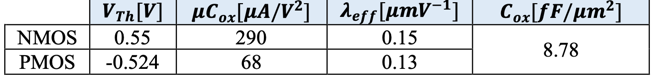 V_Th[V] μC_ox[μA/V²] λ_eff[μmV⁻¹] C_ox[fF/μm²]
NMOS 0.55 290 0.15 8.78
PMOS -0.524 68 0.13